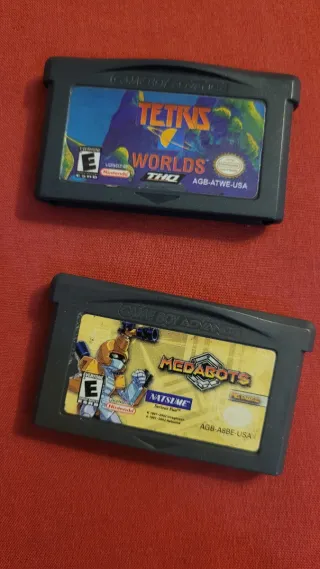 GAME BOY ADVANCE
TETRIS
WORLDS
E
Nintendo
THQ
AGB-ATWE-USA
GAME BOY ADVANCE
MEDABOTS
E
Nintendo
NATSUME
AGB-A8BE-USA